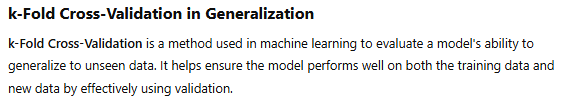 k-Fold Cross-Validation in Generalization
k-Fold Cross-Validation is a method used in machine learning to evaluate a model's ability to
generalize to unseen data. It helps ensure the model performs well on both the training data and
new data by effectively using validation.